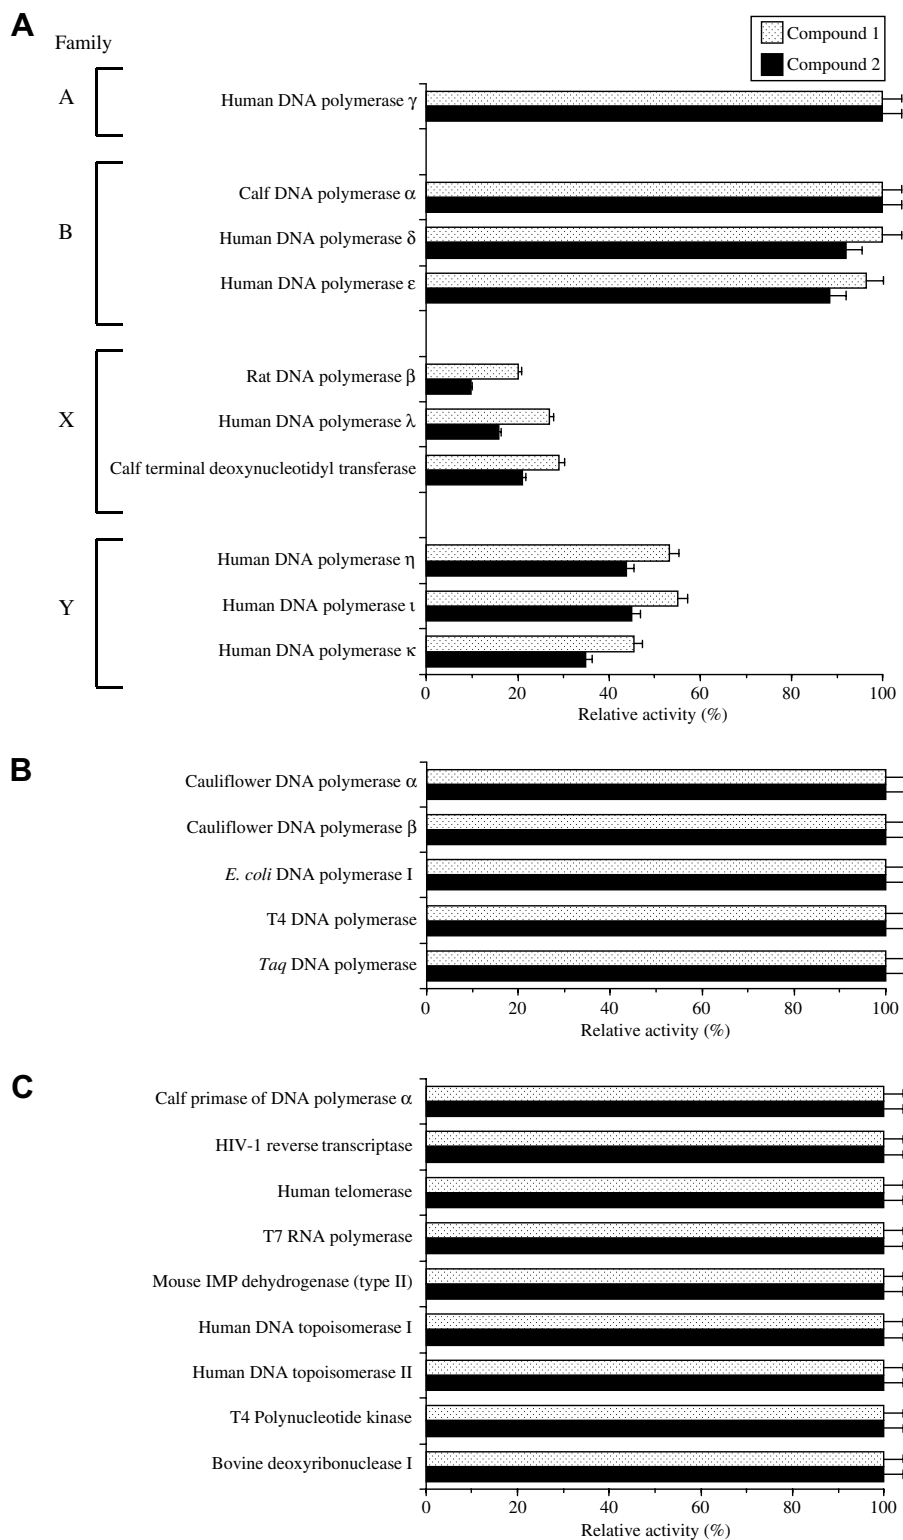 A
Family
Compound 1
Compound 2
A
Human DNA polymerase γ
B
Calf DNA polymerase α
Human DNA polymerase δ
Human DNA polymerase ε
X
Rat DNA polymerase β
Human DNA polymerase λ
Calf terminal deoxynucleotidyl transferase
Y
Human DNA polymerase η
Human DNA polymerase ι
Human DNA polymerase κ
0 20 40 60 80 100
Relative activity (%)
B
Cauliflower DNA polymerase α
Cauliflower DNA polymerase β
E. coli DNA polymerase I
T4 DNA polymerase
Taq DNA polymerase
0 20 40 60 80 100
Relative activity (%)
C
Calf primase of DNA polymerase α
HIV-1 reverse transcriptase
Human telomerase
T7 RNA polymerase
Mouse IMP dehydrogenase (type II)
Human DNA topoisomerase I
Human DNA topoisomerase II
T4 Polynucleotide kinase
Bovine deoxyribonuclease I
0 20 40 60 80 100
Relative activity (%)